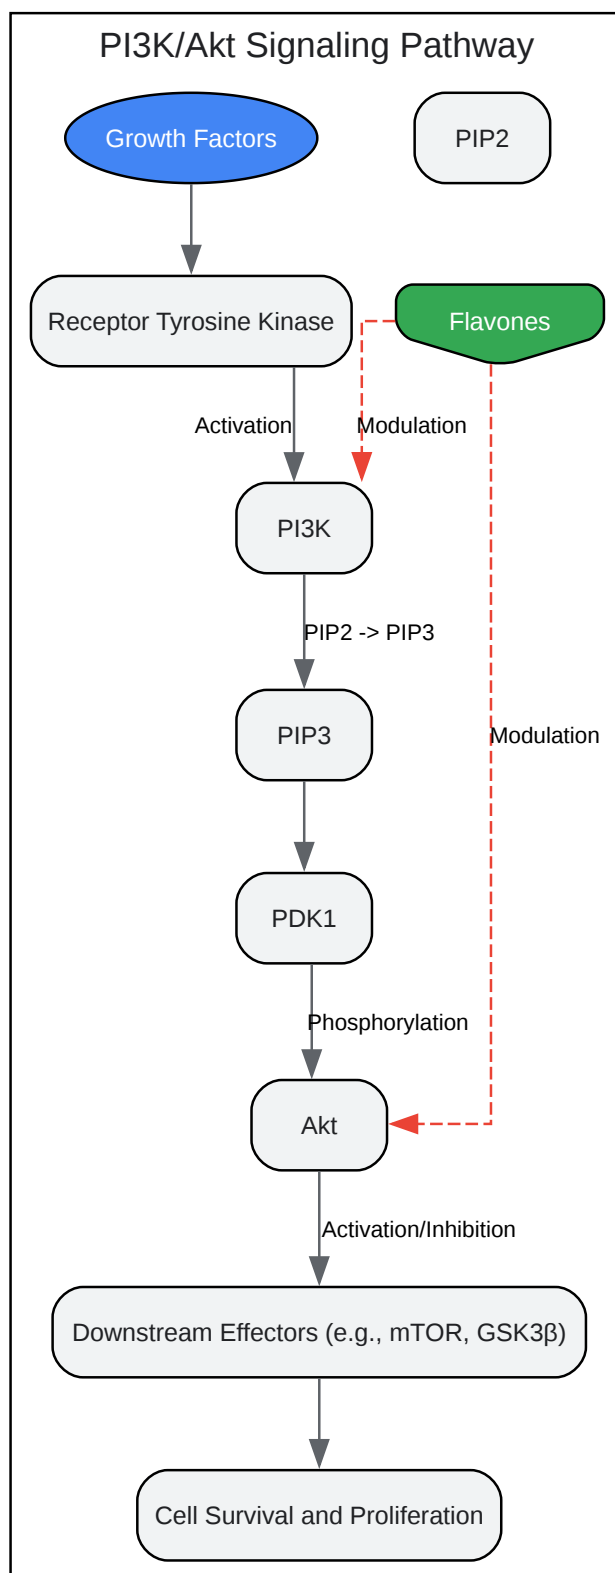 PI3K/Akt Signaling Pathway
Growth Factors
PIP2
Receptor Tyrosine Kinase
Flavones
Activation
Modulation
PI3K
PIP2 -> PIP3
PIP3
Modulation
PDK1
Phosphorylation
Akt
Activation/Inhibition
Downstream Effectors (e.g., mTOR, GSK3β)
Cell Survival and Proliferation